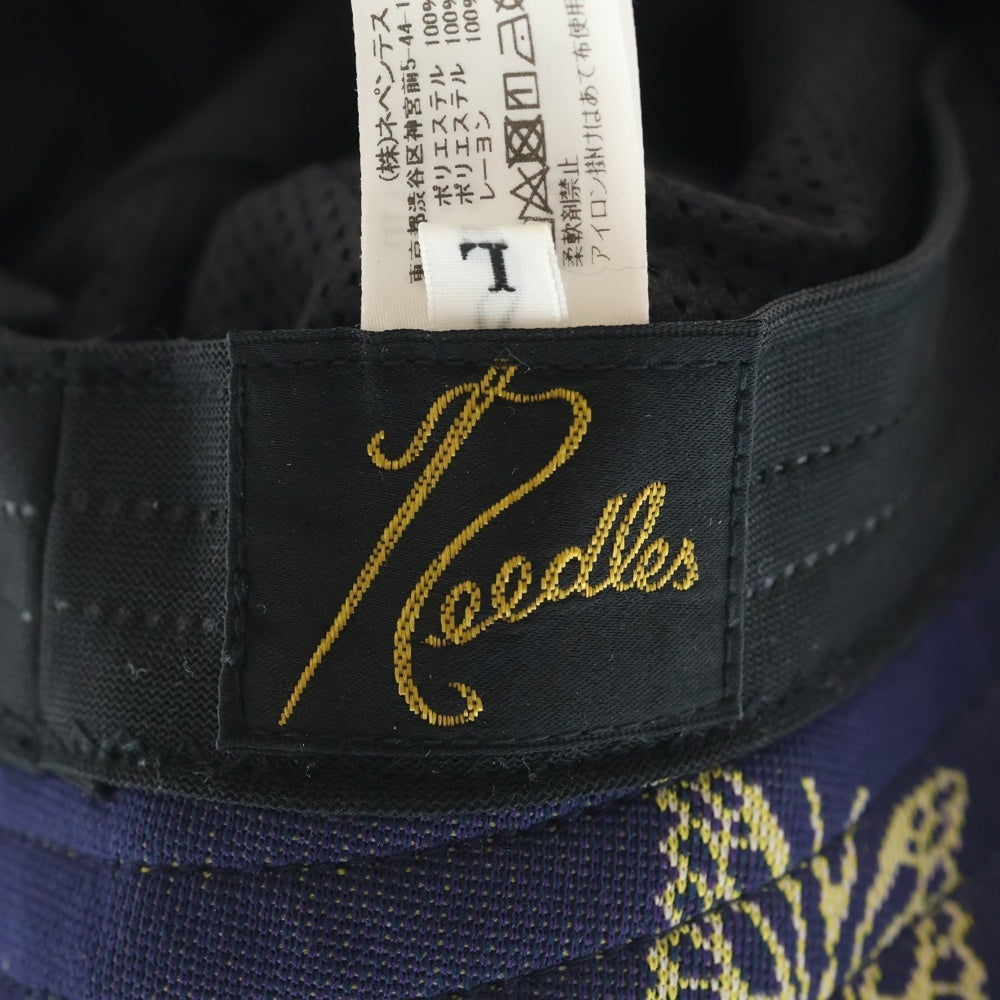 (株)ネペンテス
東京都渋谷区神宮前5-44-1
ポリエステル 100%
ポリエステル 100%
レーヨン 100%
柔軟剤禁止
アイロン掛けはあて布使用
L
Needles